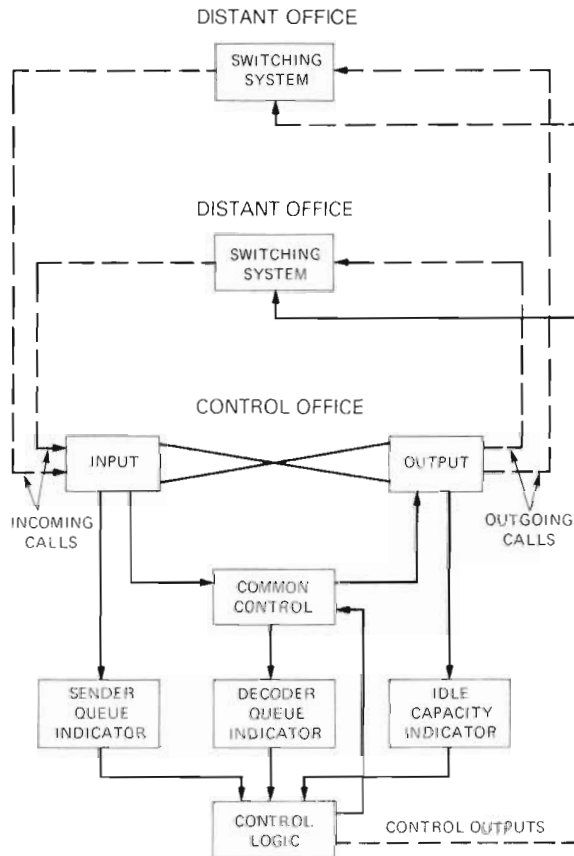 DISTANT OFFICE
SWITCHING
SYSTEM
DISTANT OFFICE
SWITCHING
SYSTEM
CONTROL OFFICE
INPUT
OUTPUT
INCOMING
CALLS
OUTGOING
CALLS
COMMON
CONTROL
SENDER
QUEUE
INDICATOR
DECODER
QUEUE
INDICATOR
IDLE
CAPACITY
INDICATOR
CONTROL
LOGIC
CONTROL OUTPUTS